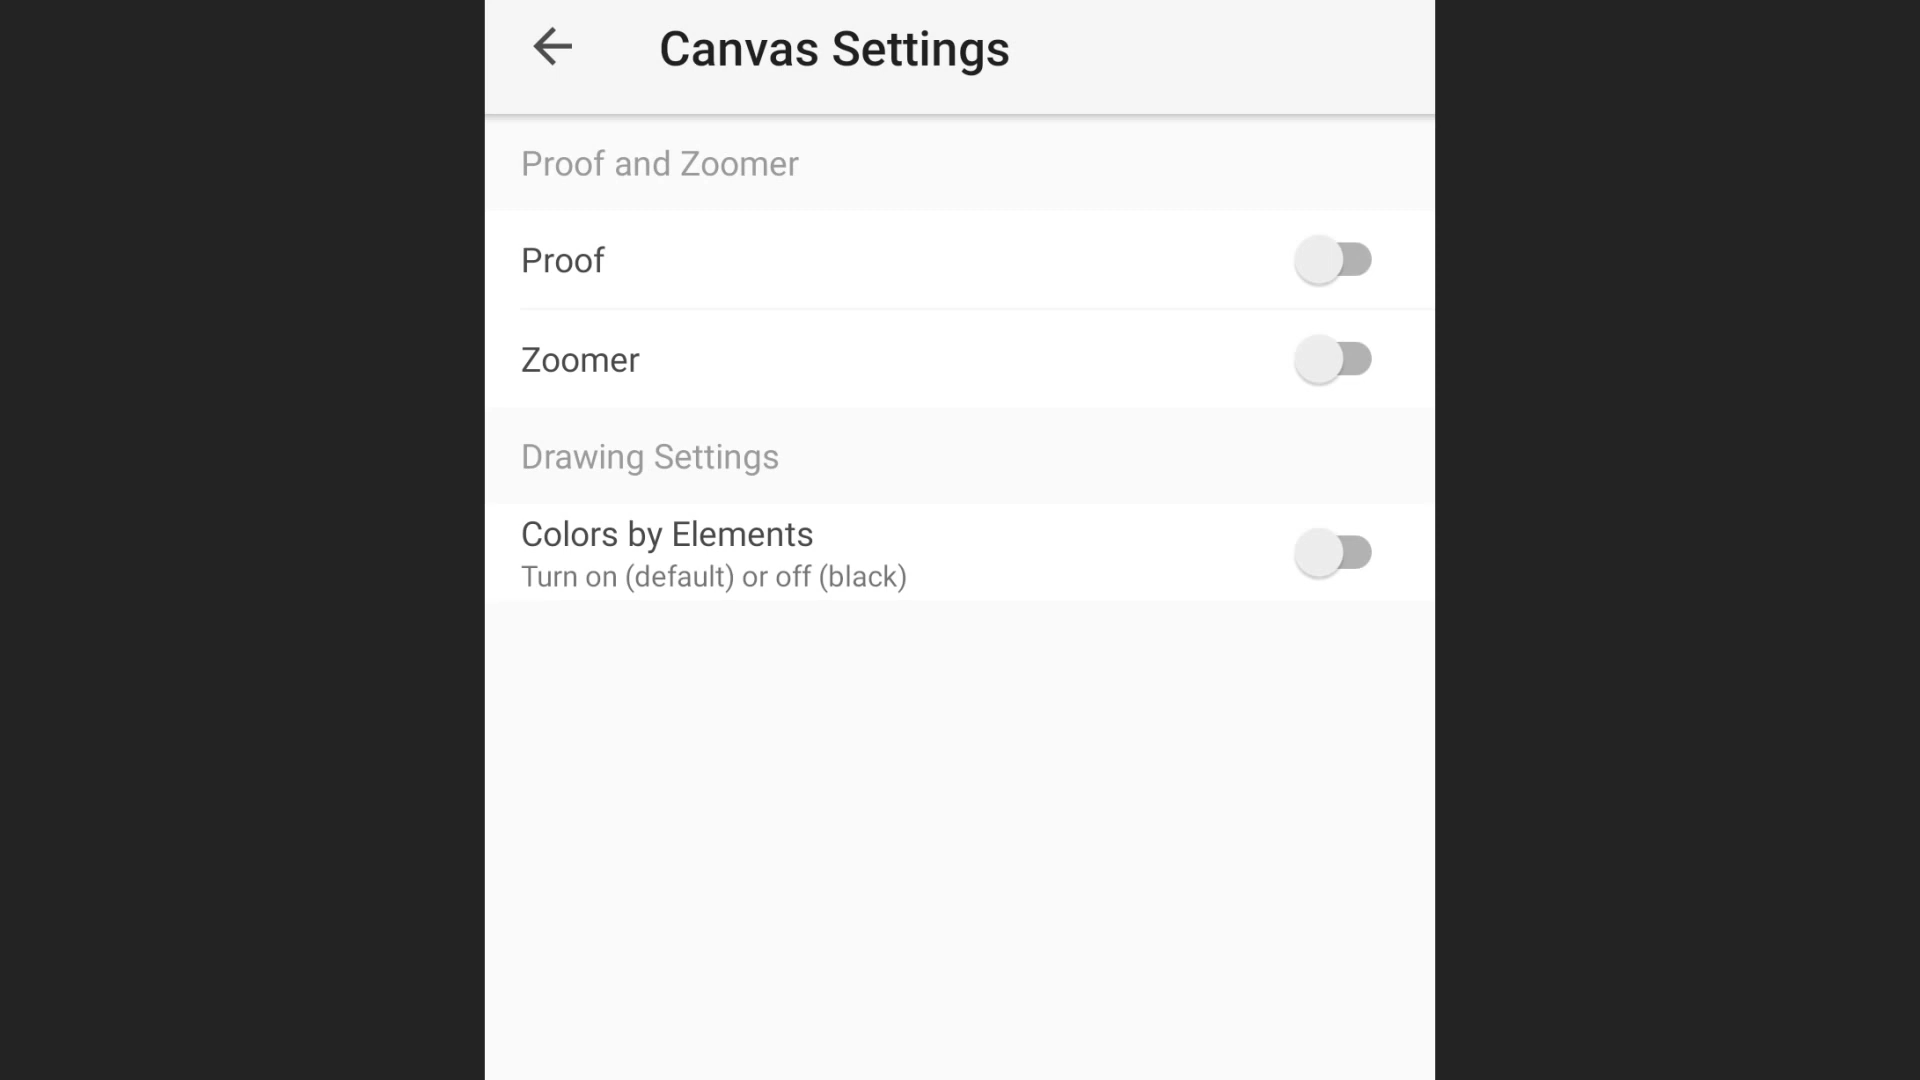 Canvas Settings
Proof and Zoomer
Proof
Zoomer
Drawing Settings
Colors by Elements
Turn on (default) or off (black)